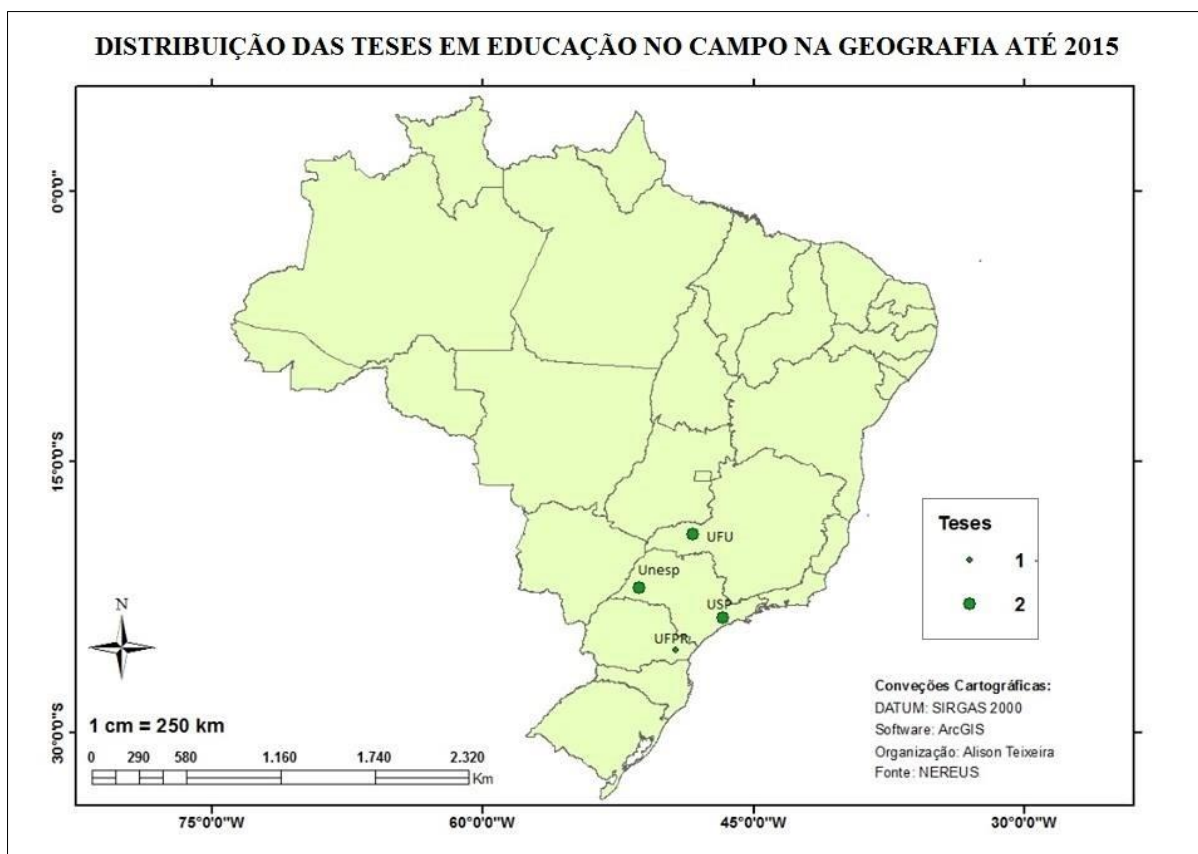 DISTRIBUIÇÃO DAS TESES EM EDUCAÇÃO NO CAMPO NA GEOGRAFIA ATÉ 2015
0°0'0"
15°0'0"S
30°0'0"S
UFU
Unesp
USP
UFPR
Teses
1
2
N
1 cm = 250 km
0 290 580 1.160 1.740 2.320
Km
Conveções Cartográficas:
DATUM: SIRGAS 2000
Software: ArcGIS
Organização: Alison Teixeira
Fonte: NEREUS
75°0'0"W 60°0'0"W 45°0'0"W 30°0'0"W